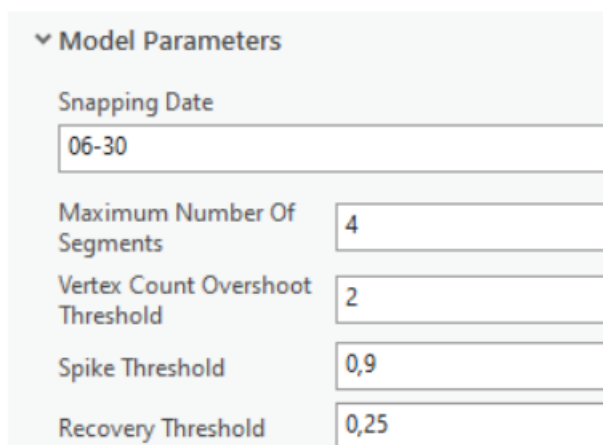 Model Parameters
Snapping Date
06-30
Maximum Number Of
Segments
4
Vertex Count Overshoot
Threshold
2
Spike Threshold
0,9
Recovery Threshold
0,25